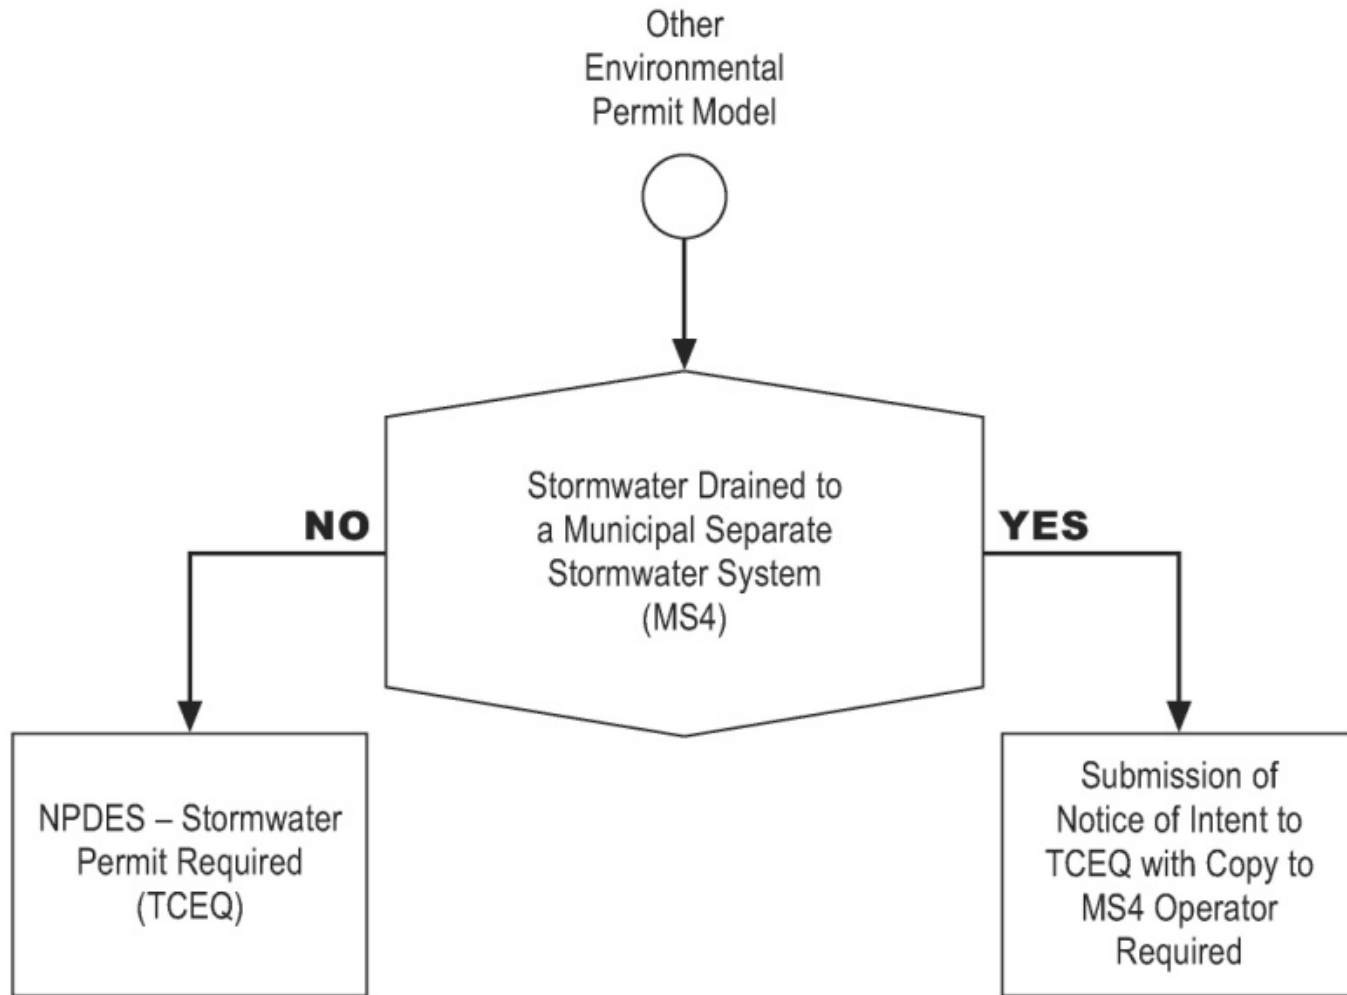 Other
Environmental
Permit Model
Stormwater Drained to
a Municipal Separate
Stormwater System
(MS4)
NO
YES
NPDES – Stormwater
Permit Required
(TCEQ)
Submission of
Notice of Intent to
TCEQ with Copy to
MS4 Operator
Required